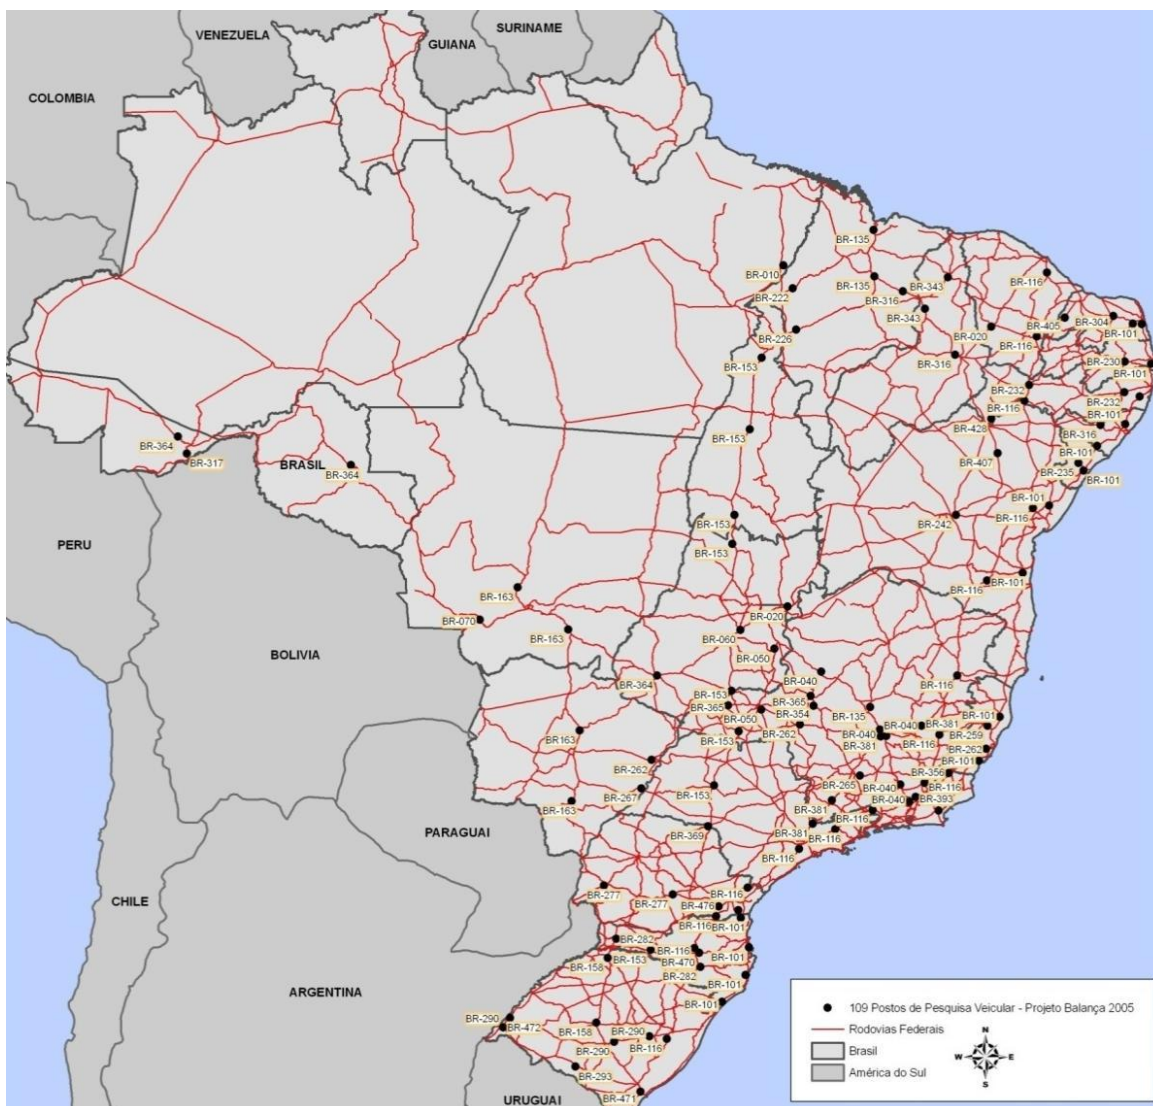 SURINAME
VENEZUELA
GUIANA
COLOMBIA
BR-135
BR-010
BR-135
BR-343
BR-116
BR-222
BR-316
BR-343
BR-405
BR-304
BR-101
BR-020
BR-116
BR-226
BR-316
BR-230
BR-101
BR-153
BR-232
BR-232
BR-116
BR-101
BR-428
BR-316
BR-153
BR-364
BR-317
BRASIL
BR-364
BR-407
BR-101
BR-235
BR-101
BR-101
BR-242
BR-116
BR-153
PERU
BR-153
BR-116
BR-101
BR-163
BR-070
BR-020
BR-163
BR-060
BOLIVIA
BR-050
BR-364
BR-040
BR-116
BR-153
BR-365
BR-365
BR-354
BR-050
BR-135
BR-040
BR-381
BR-101
BR163
BR-153
BR-262
BR-040
BR-381
BR-116
BR-259
BR-262
BR-101
BR-262
BR-356
BR-267
BR-153
BR-265
BR-040
BR-116
BR-163
BR-381
BR-040
BR-393
PARAGUAI
BR-369
BR-381
BR-116
BR-116
BR-116
BR-277
BR-277
BR-116
BR-476
CHILE
BR-116
BR-101
BR-282
BR-153
BR-116
BR-101
BR-158
BR-470
BR-282
BR-101
ARGENTINA
BR-101
BR-290
BR-472
BR-158
BR-290
BR-290
BR-116
BR-293
BR-471
URUGUAI
109 Postos de Pesquisa Veicular - Projeto Balança 2005
Rodovias Federais
Brasil
América do Sul
N
W
E
S